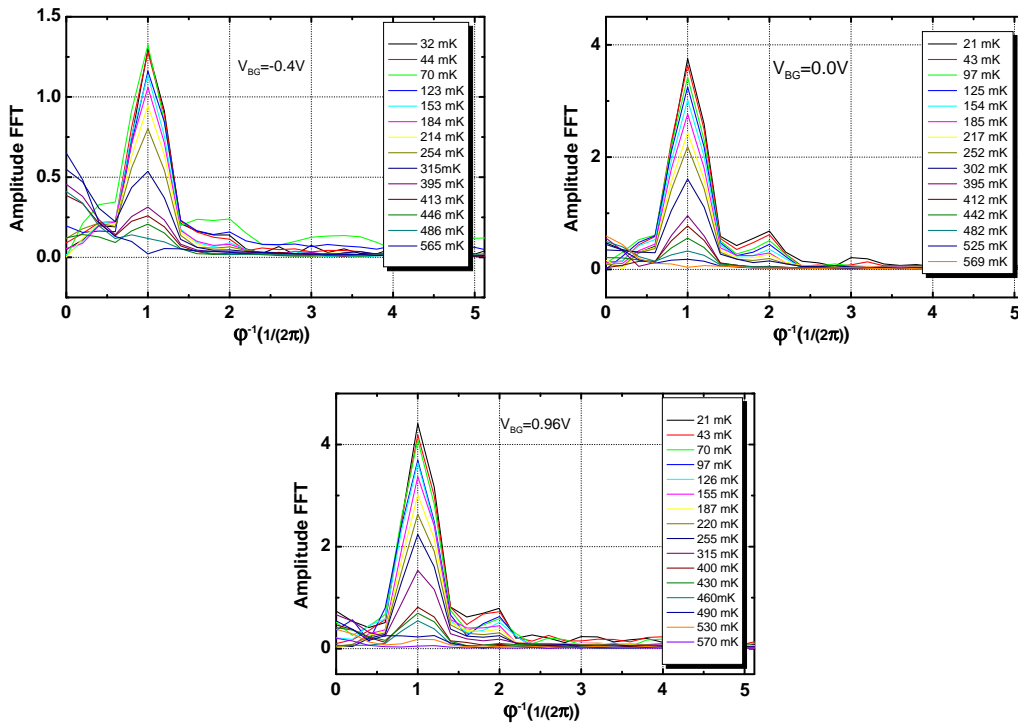 1.5
1.0
0.5
0.0
Amplitude FFT
V_BG=-0.4V
32 mK
44 mK
70 mK
123 mK
153 mK
184 mK
214 mK
254 mK
315mK
395 mK
413 mK
446 mK
486 mK
565 mK
0 1 2 3 4 5
φ⁻¹(1/(2π))
4
2
0
Amplitude FFT
V_BG=0.0V
21 mK
43 mK
97 mK
125 mK
154 mK
185 mK
217 mK
252 mK
302 mK
395 mK
412 mK
442 mK
482 mK
525 mK
569 mK
0 1 2 3 4 5
φ⁻¹(1/(2π))
4
2
0
Amplitude FFT
V_BG=0.96V
21 mK
43 mK
70 mK
97 mK
126 mK
155 mK
187 mK
220 mK
255 mK
315 mK
400 mK
430 mK
460mK
490 mK
530 mK
570 mK
0 1 2 3 4 5
φ⁻¹(1/(2π))